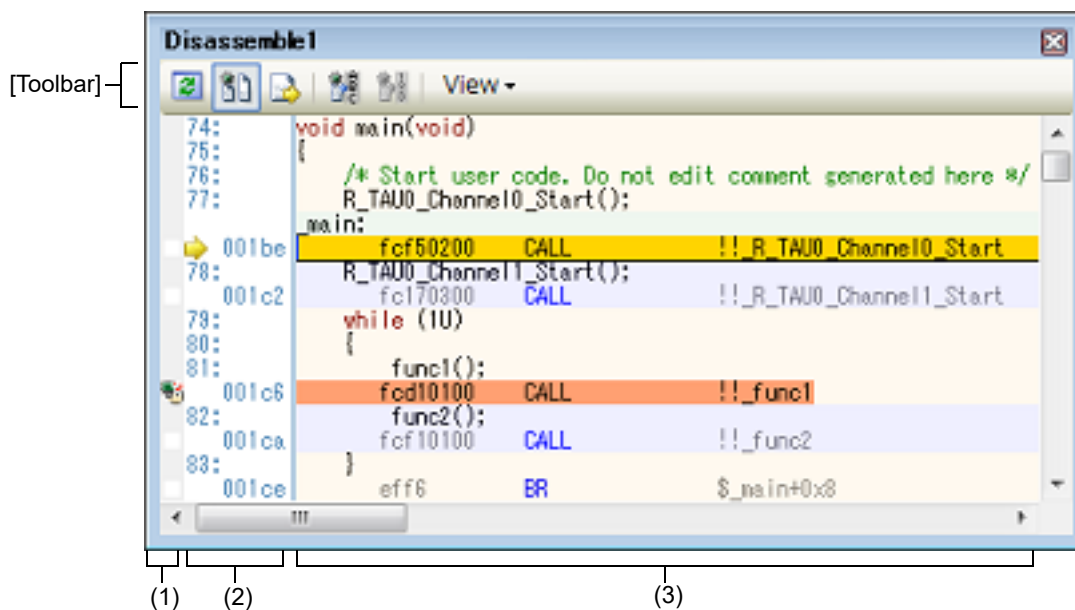 Disassemble1
[Toolbar]
View
74: void main(void)
75: {
76: /* Start user code. Do not edit comment generated here */
77: R_TAU0_Channel0_Start();
_main:
001be fcf50200 CALL !!_R_TAU0_Channel0_Start
78: R_TAU0_Channel1_Start();
001c2 fc170300 CALL !!_R_TAU0_Channel1_Start
79: while (1U)
80: {
81: func1();
001c6 fcd10100 CALL !!_func1
82: func2();
001ca fcf10100 CALL !!_func2
83: }
001ce eff6 BR $_main+0x8
(1) (2) (3)